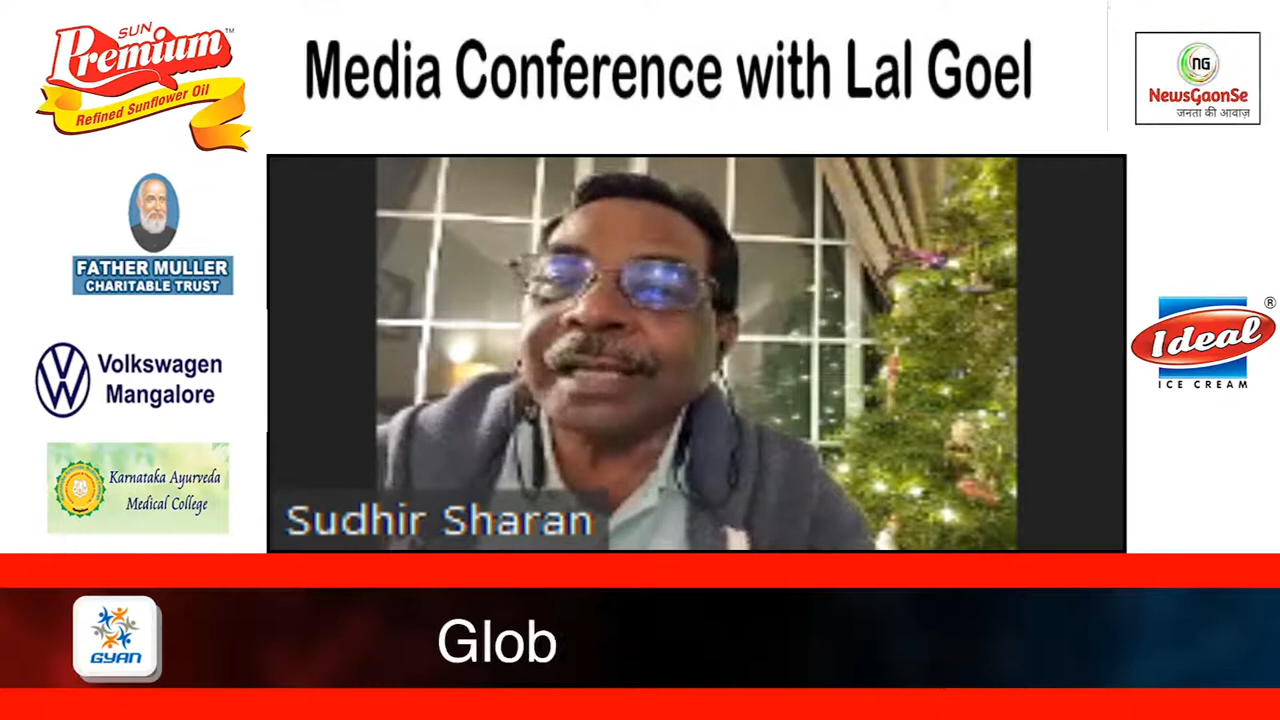 SUN
Premium™
Refined Sunflower Oil
Media Conference with Lal Goel
NG
NewsGaonSe
जनता की आवाज़
FATHER MULLER
CHARITABLE TRUST
Volkswagen
Mangalore
Karnataka Ayurveda
Medical College
Ideal®
ICE CREAM
Sudhir Sharan
GYAN
Glob